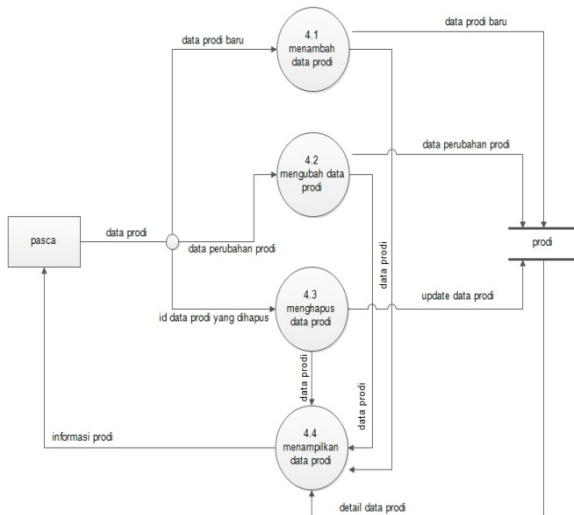 data prodi baru
4.1
menambah
data prodi
data prodi baru
4.2
mengubah data
prodi
data perubahan prodi
pasca
data prodi
data perubahan prodi
data prodi
prodi
4.3
menghapus
data prodi
id data prodi yang dihapus
update data prodi
data prodi
data prodi
4.4
menampilkan
data prodi
informasi prodi
detail data prodi